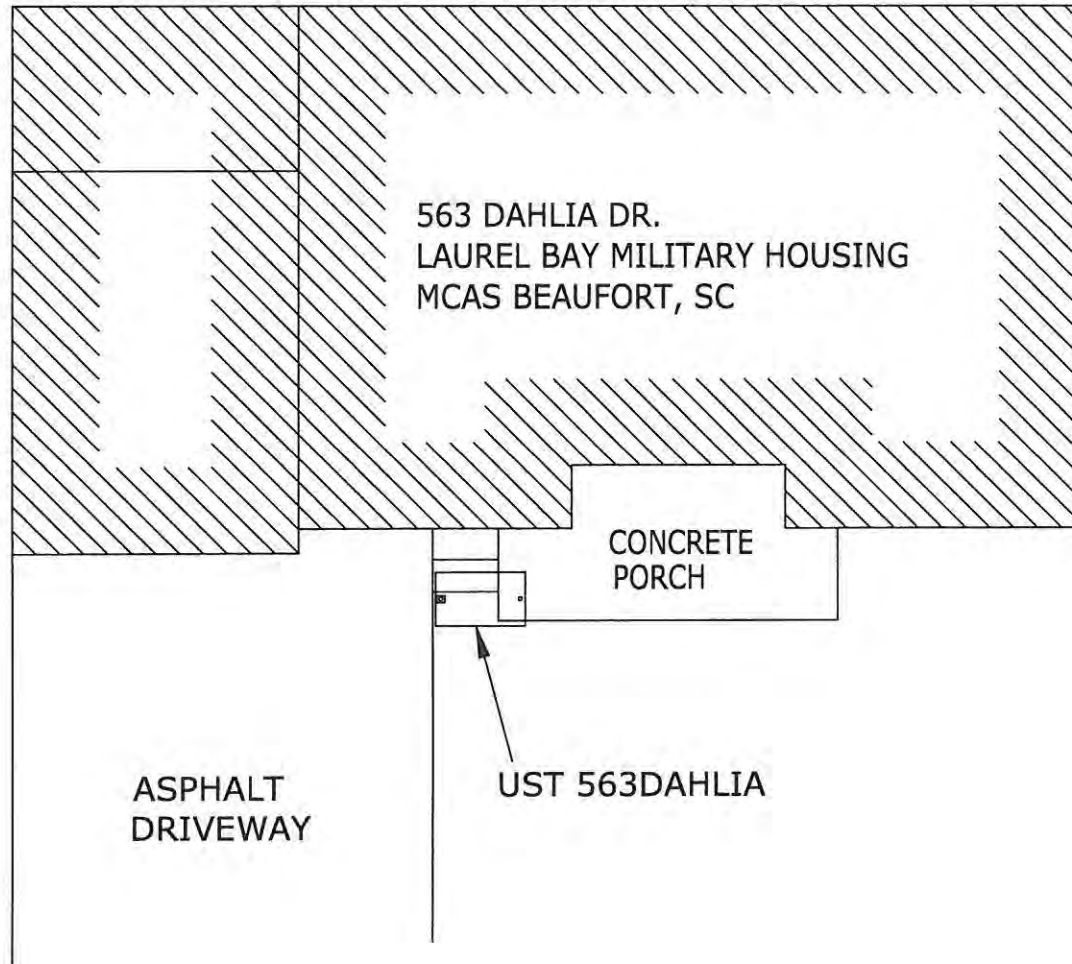 563 DAHLIA DR.
LAUREL BAY MILITARY HOUSING
MCAS BEAUFORT, SC
CONCRETE
PORCH
UST 563DAHLIA
ASPHALT
DRIVEWAY